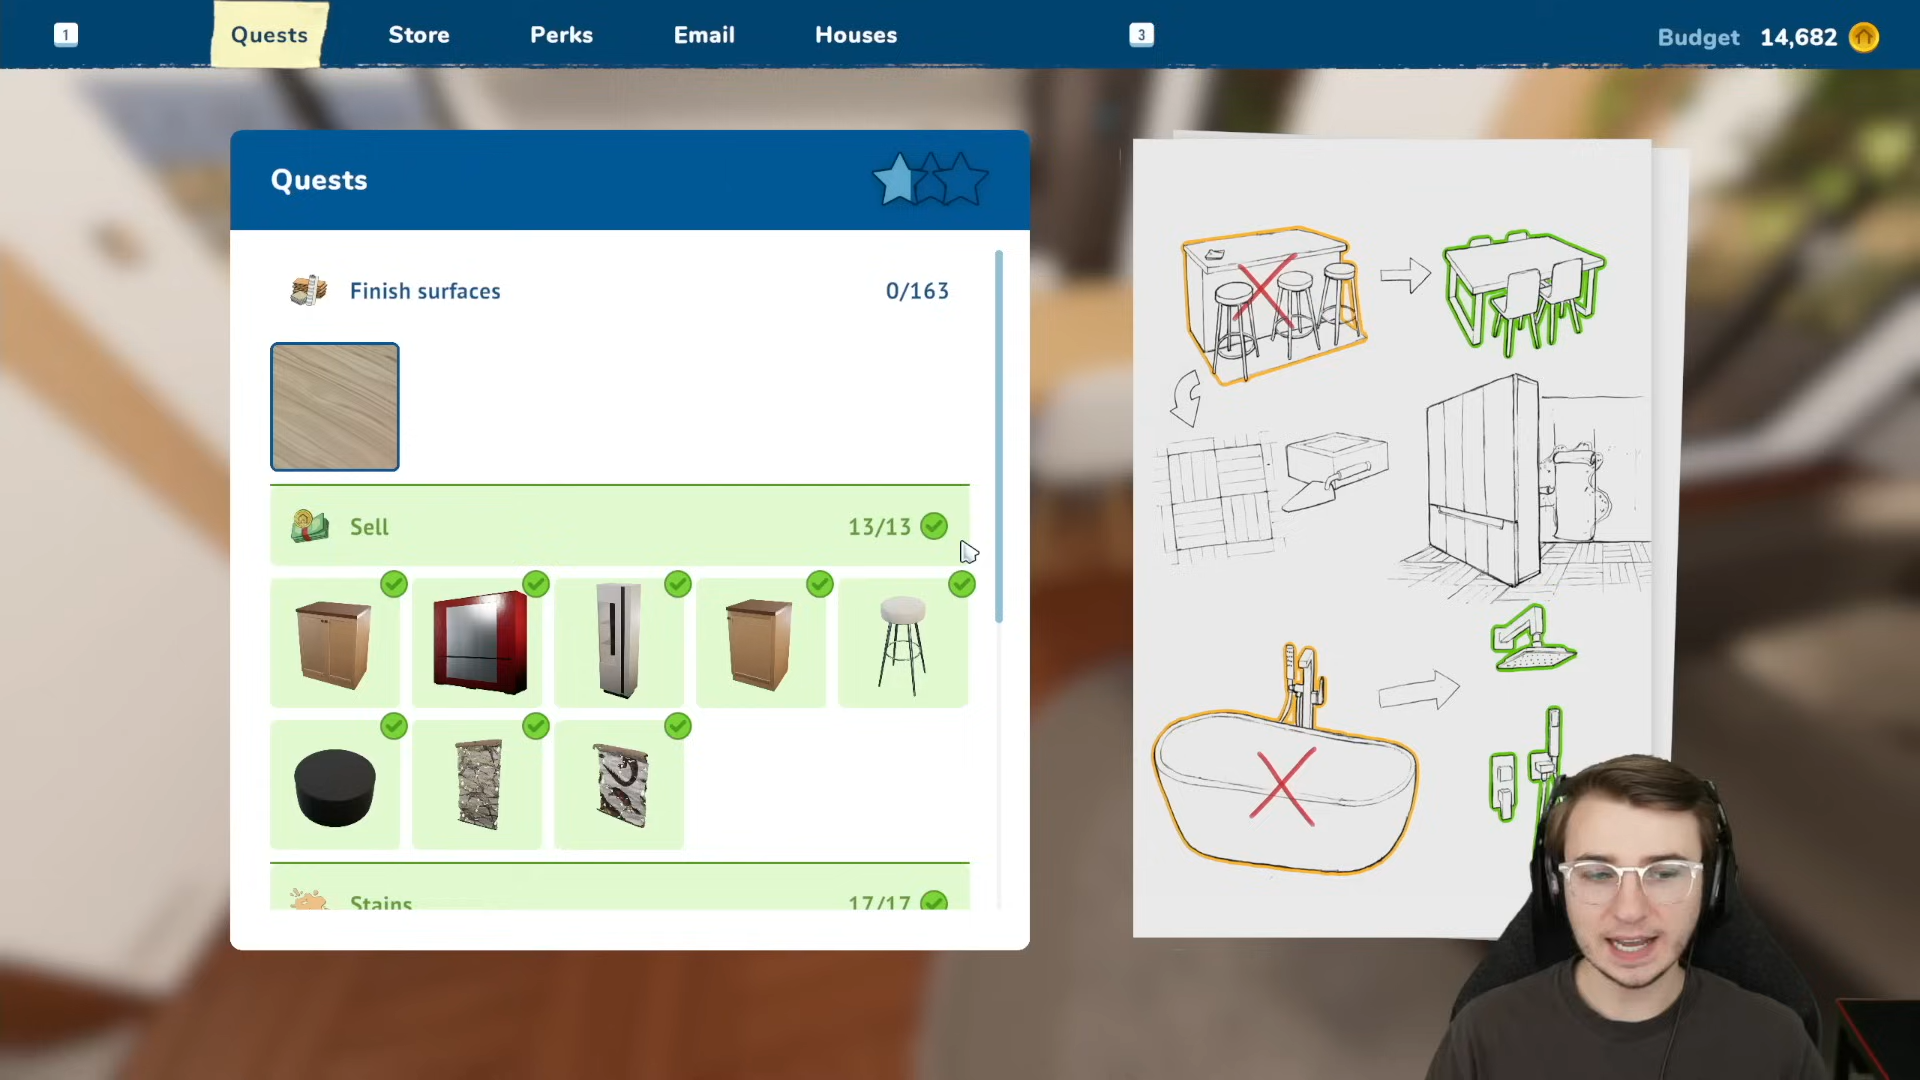 1 Quests Store Perks Email Houses 3 Budget 14,682
Quests
Finish surfaces 0/163
Sell 13/13
Stains 17/17